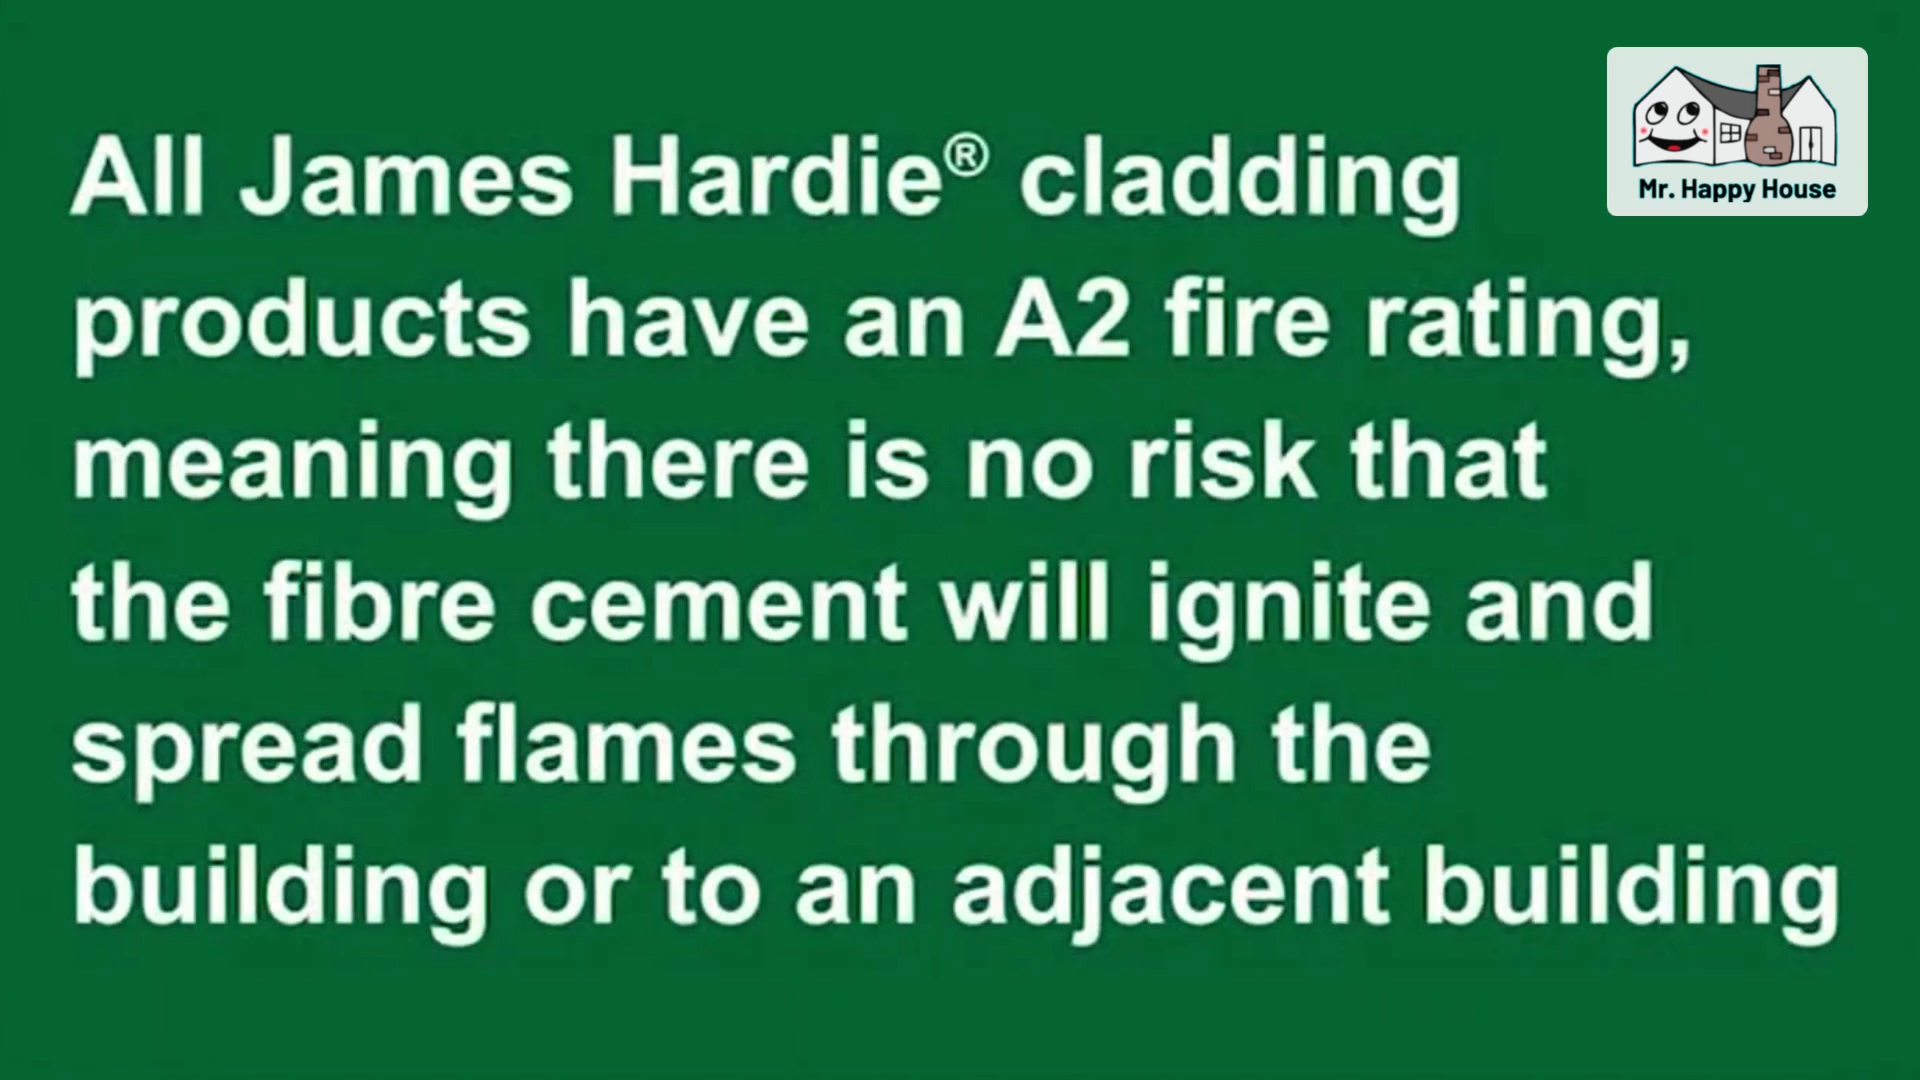 All James Hardie® cladding
products have an A2 fire rating,
meaning there is no risk that
the fibre cement will ignite and
spread flames through the
building or to an adjacent building
Mr. Happy House